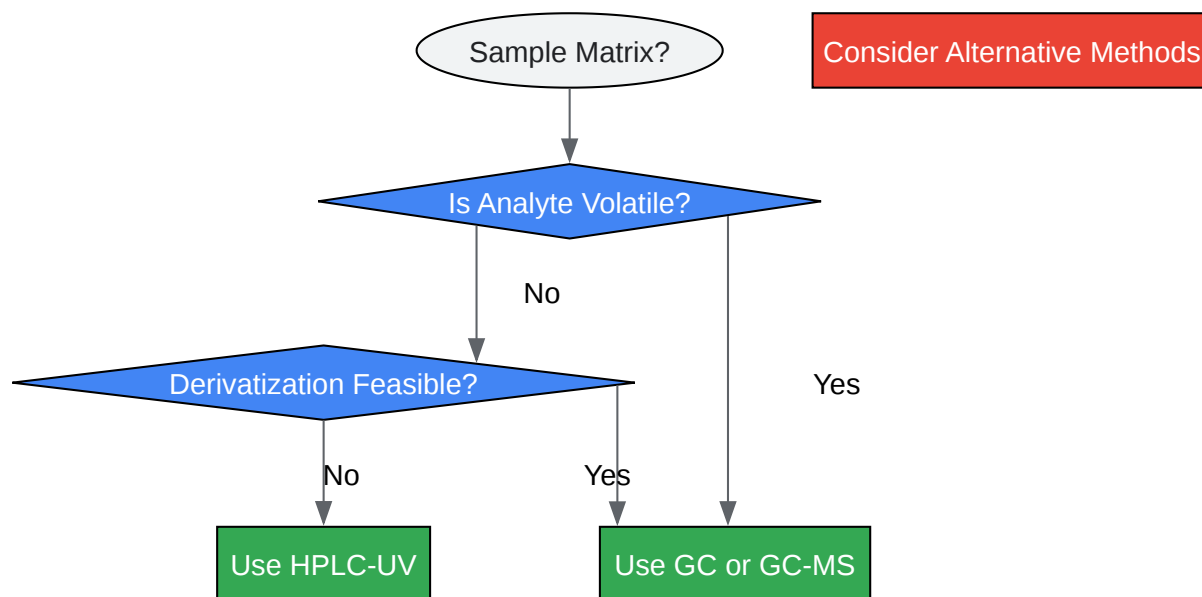 Sample Matrix?
Consider Alternative Methods
Is Analyte Volatile?
No
Derivatization Feasible?
Yes
No
Yes
Use HPLC-UV
Use GC or GC-MS